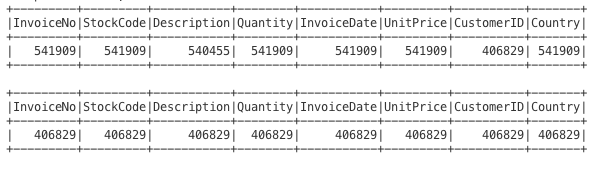 +---------+---------+-----------+--------+-----------+---------+----------+-------+
|InvoiceNo|StockCode|Description|Quantity|InvoiceDate|UnitPrice|CustomerID|Country|
+---------+---------+-----------+--------+-----------+---------+----------+-------+
|   541909|   541909|     540455|  541909|     541909|   541909|    406829| 541909|
+---------+---------+-----------+--------+-----------+---------+----------+-------+
+---------+---------+-----------+--------+-----------+---------+----------+-------+
|InvoiceNo|StockCode|Description|Quantity|InvoiceDate|UnitPrice|CustomerID|Country|
+---------+---------+-----------+--------+-----------+---------+----------+-------+
|   406829|   406829|     406829|  406829|     406829|   406829|    406829| 406829|
+---------+---------+-----------+--------+-----------+---------+----------+-------+